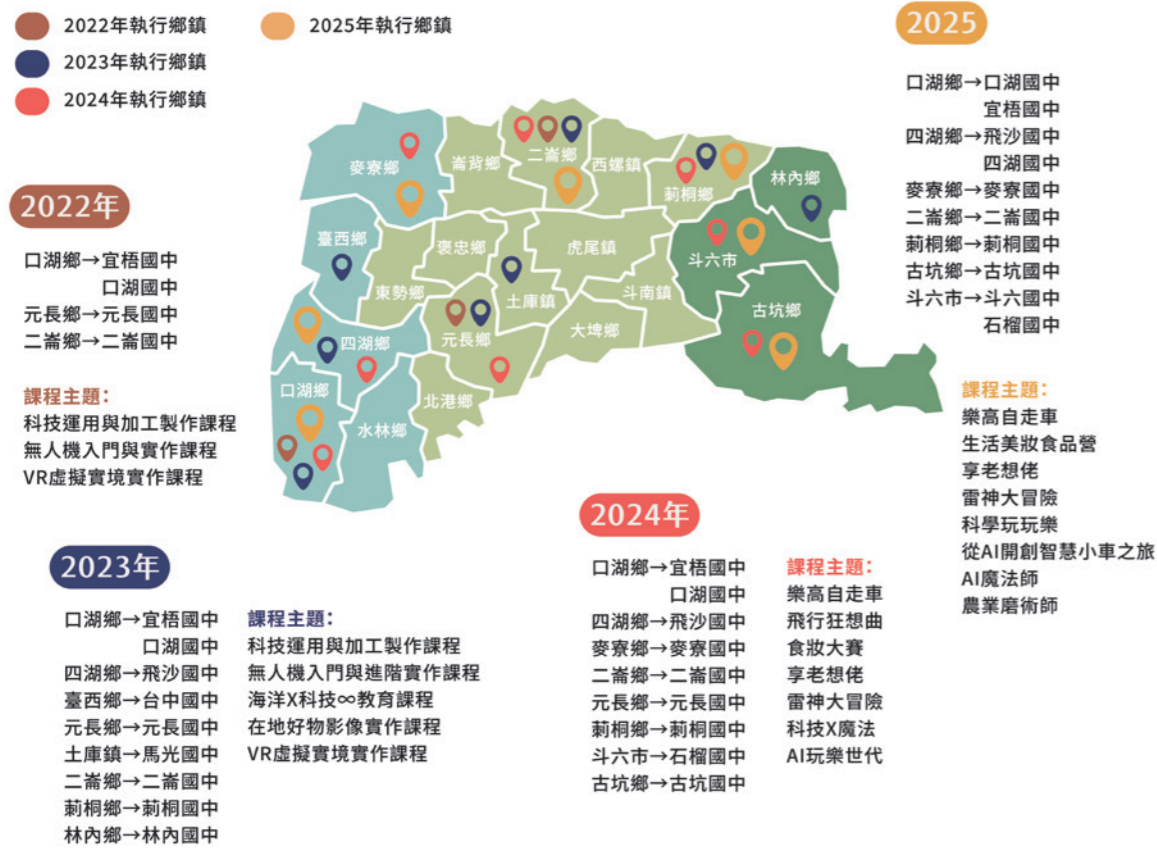 2022年執行鄉鎮
2025年執行鄉鎮
2023年執行鄉鎮
2024年執行鄉鎮
2022年
口湖鄉→宜梧國中
口湖國中
元長鄉→元長國中
二崙鄉→二崙國中
課程主題：
科技運用與加工製作課程
無人機入門與實作課程
VR虛擬實境實作課程
麥寮鄉
崙背鄉
二崙鄉
西螺鎮
莿桐鄉
林內鄉
臺西鄉
東勢鄉
褒忠鄉
土庫鎮
虎尾鎮
斗南鎮
斗六市
四湖鄉
元長鄉
大埤鄉
古坑鄉
口湖鄉
水林鄉
北港鄉
2025
口湖鄉→口湖國中
宜梧國中
四湖鄉→飛沙國中
四湖國中
麥寮鄉→麥寮國中
二崙鄉→二崙國中
莿桐鄉→莿桐國中
古坑鄉→古坑國中
斗六市→斗六國中
石榴國中
課程主題：
樂高自走車
生活美妝食品營
享老想佬
雷神大冒險
科學玩玩樂
從AI開創智慧小車之旅
AI魔法師
農業磨術師
2023年
口湖鄉→宜梧國中
口湖國中
四湖鄉→飛沙國中
臺西鄉→台中國中
元長鄉→元長國中
土庫鎮→馬光國中
二崙鄉→二崙國中
莿桐鄉→莿桐國中
林內鄉→林內國中
課程主題：
科技運用與加工製作課程
無人機入門與進階實作課程
海洋X科技∞教育課程
在地好物影像實作課程
VR虛擬實境實作課程
2024年
口湖鄉→宜梧國中
口湖國中
四湖鄉→飛沙國中
麥寮鄉→麥寮國中
二崙鄉→二崙國中
元長鄉→元長國中
莿桐鄉→莿桐國中
斗六市→石榴國中
古坑鄉→古坑國中
課程主題：
樂高自走車
飛行狂想曲
食妝大賽
享老想佬
雷神大冒險
科技X魔法
AI玩樂世代